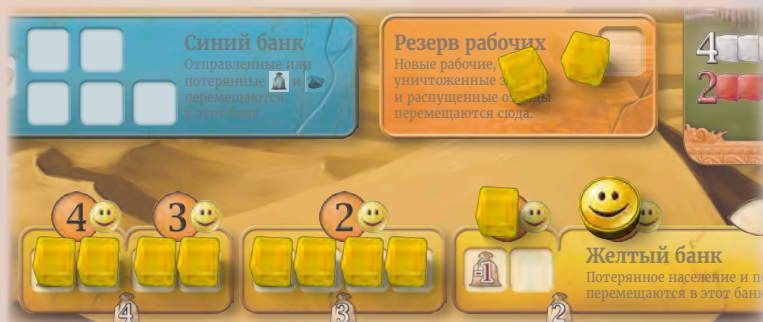 Синий банк
Отправленные или
потерянные и
перемещаются
в этот банк.
Резерв рабочих
Новые рабочие,
уничтоженные
и распущенные
перемещаются сюда.
4
2
4 3 2
-1
Желтый банк
Потерянное население и
перемещаются в этот банк
4 3 2